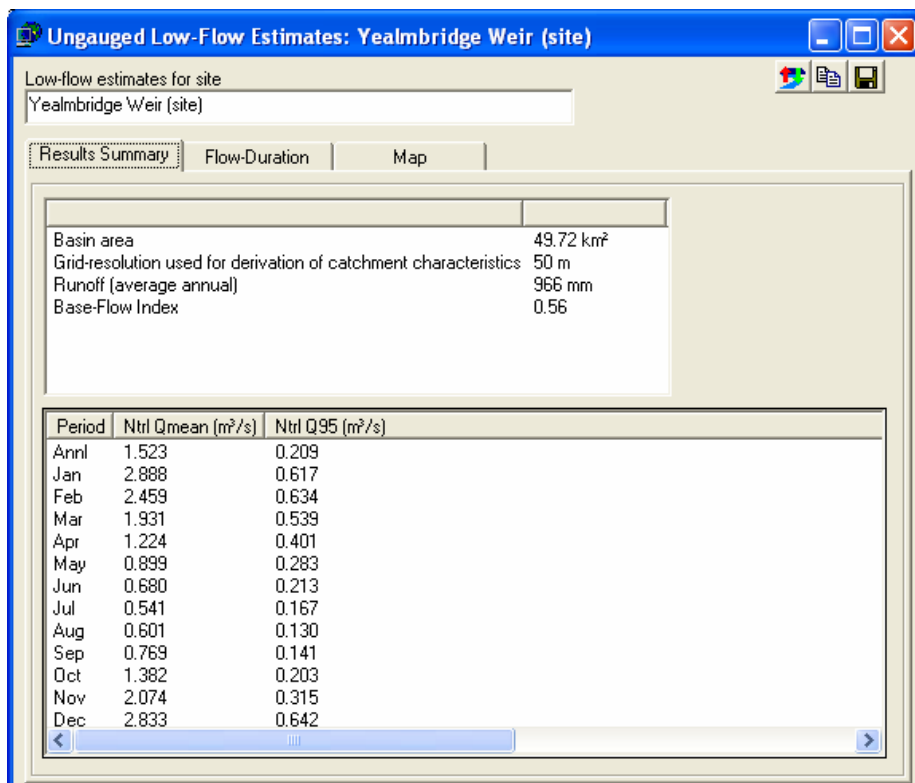 Ungauged Low-Flow Estimates: Yealmbridge Weir (site)
Low-flow estimates for site
Yealmbridge Weir (site)
Results Summary Flow-Duration Map
Basin area 49.72 km²
Grid-resolution used for derivation of catchment characteristics 50 m
Runoff (average annual) 966 mm
Base-Flow Index 0.56
Period Ntrl Qmean (m³/s) Ntrl Q95 (m³/s)
Annl 1.523 0.209
Jan 2.888 0.617
Feb 2.459 0.634
Mar 1.931 0.539
Apr 1.224 0.401
May 0.899 0.283
Jun 0.680 0.213
Jul 0.541 0.167
Aug 0.601 0.130
Sep 0.769 0.141
Oct 1.382 0.203
Nov 2.074 0.315
Dec 2.833 0.642